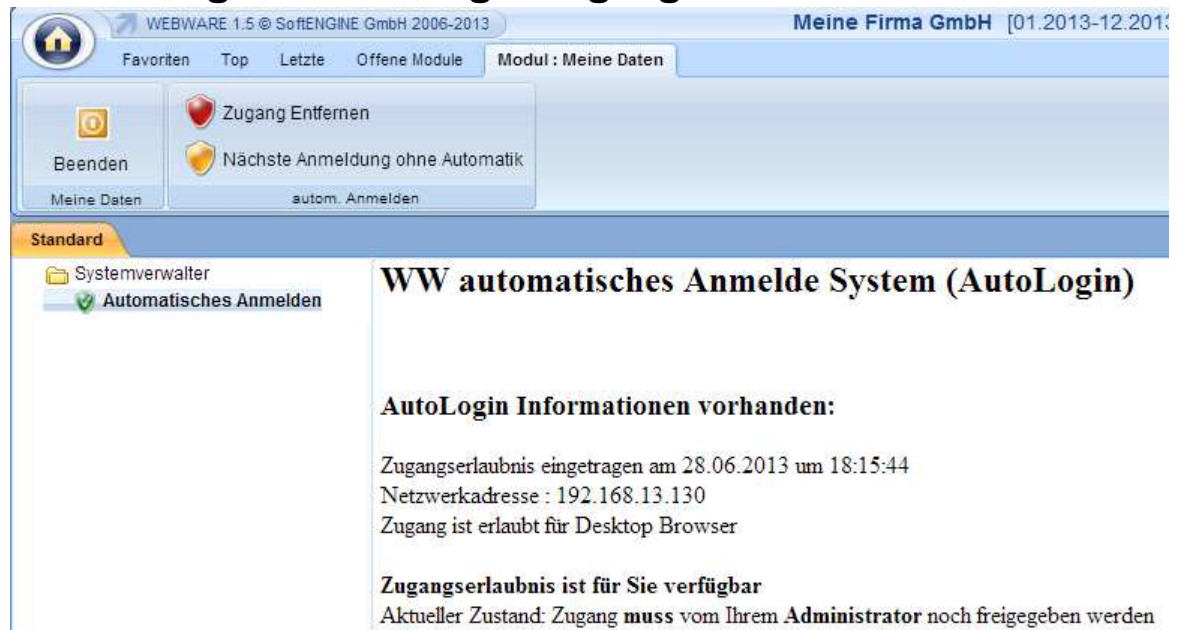 WEBWARE 1.5 © SoftENGINE GmbH 2006-2013
Meine Firma GmbH [01.2013-12.2013
Favoriten Top Letzte Offene Module Modul : Meine Daten
Zugang Entfernen
Beenden
Nächste Anmeldung ohne Automatik
Meine Daten
autom. Anmelden
Standard
Systemverwalter
Automatisches Anmelden
WW automatisches Anmelde System (AutoLogin)
AutoLogin Informationen vorhanden:
Zugangserlaubnis eingetragen am 28.06.2013 um 18:15:44
Netzwerkadresse : 192.168.13.130
Zugang ist erlaubt für Desktop Browser
Zugangserlaubnis ist für Sie verfügbar
Aktueller Zustand: Zugang muss vom Ihrem Administrator noch freigegeben werden